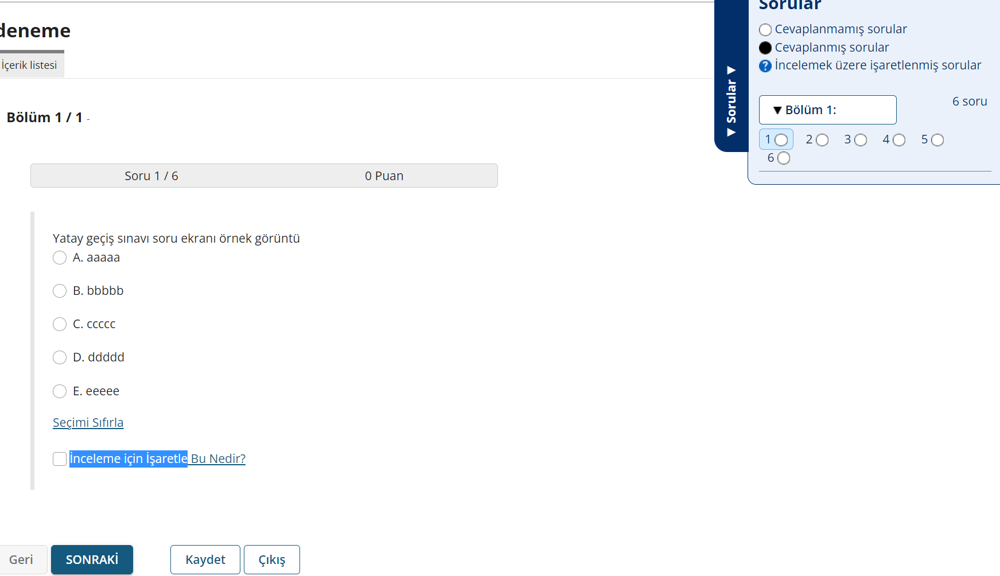 deneme
İçerik listesi
Bölüm 1 / 1 -
Soru 1 / 6 0 Puan
Yatay geçiş sınavı soru ekranı örnek görüntü
A. aaaaa
B. bbbbb
C. ccccc
D. ddddd
E. eeeee
Seçimi Sıfırla
İnceleme için İşaretle Bu Nedir?
Geri SONRAKİ Kaydet Çıkış
▼ Sorular ▼
Sorular
Cevaplanmamış sorular
Cevaplanmış sorular
? İncelemek üzere işaretlenmiş sorular
▼ Bölüm 1: 6 soru
1 2 3 4 5
6